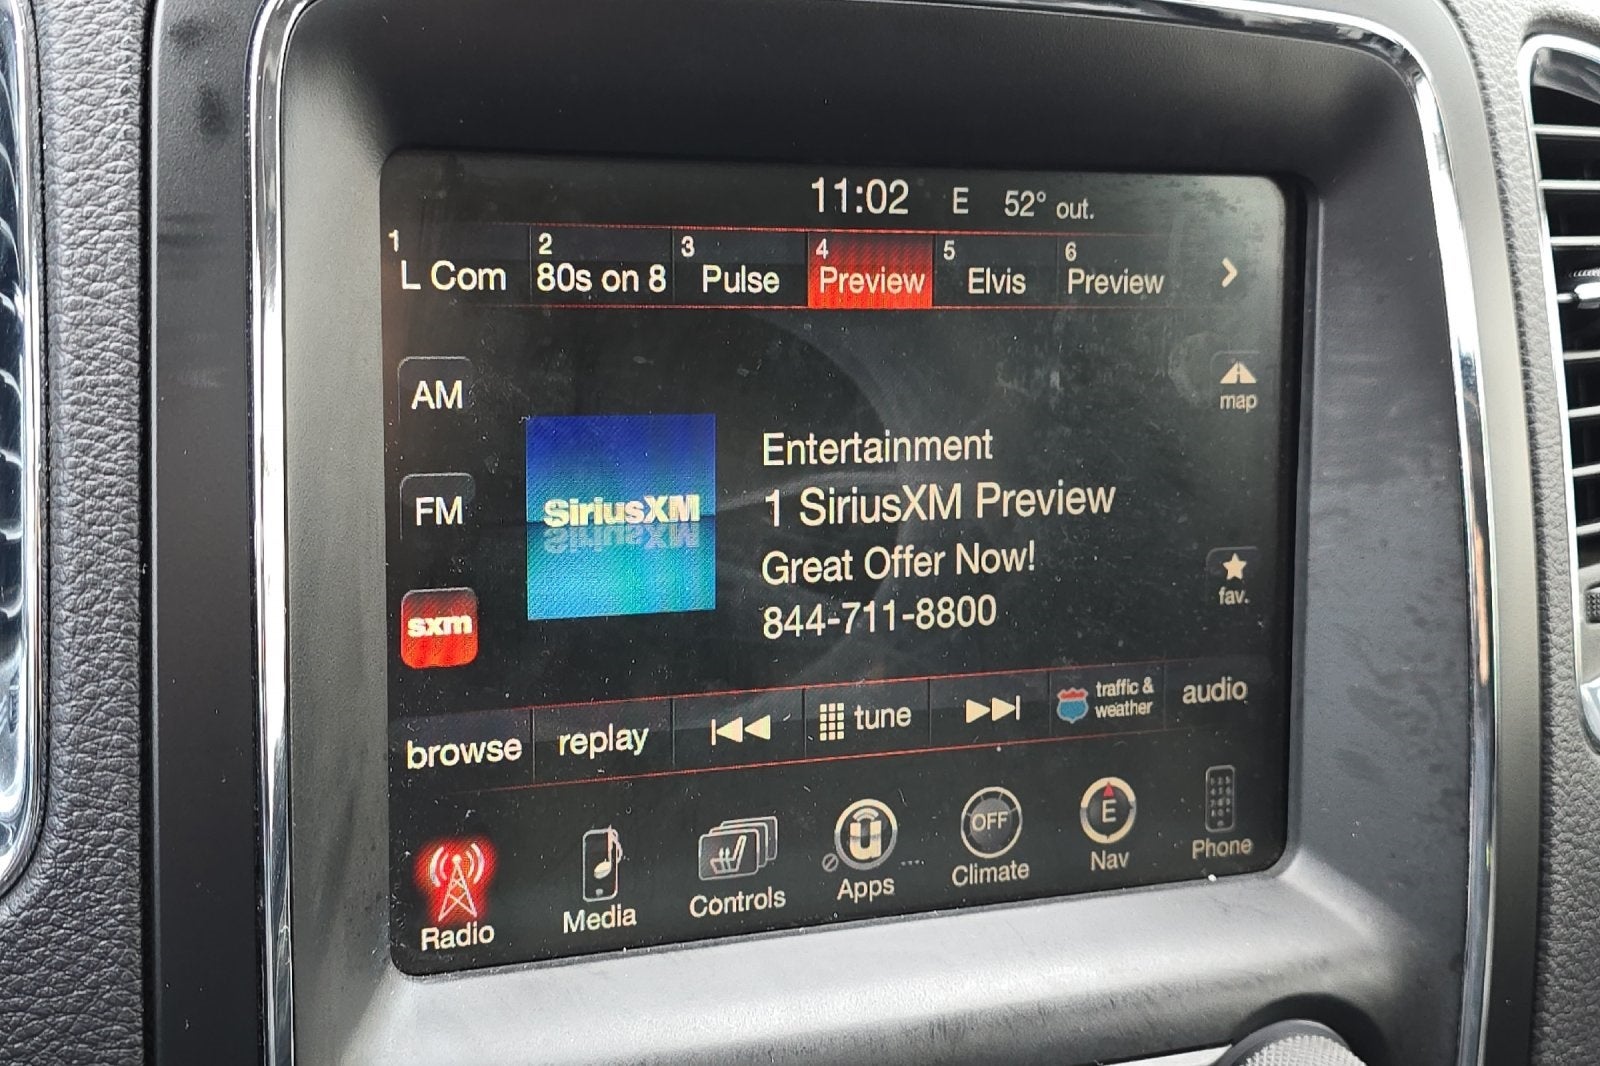 11:02 E 52° out.
1 L Com 2 80s on 8 3 Pulse 4 Preview 5 Elvis 6 Preview
AM
map
Entertainment
FM
SiriusXM
1 SiriusXM Preview
Great Offer Now!
fav.
sxm
844-711-8800
browse replay tune traffic & weather audio
OFF
E
Radio Media Controls Apps Climate Nav Phone